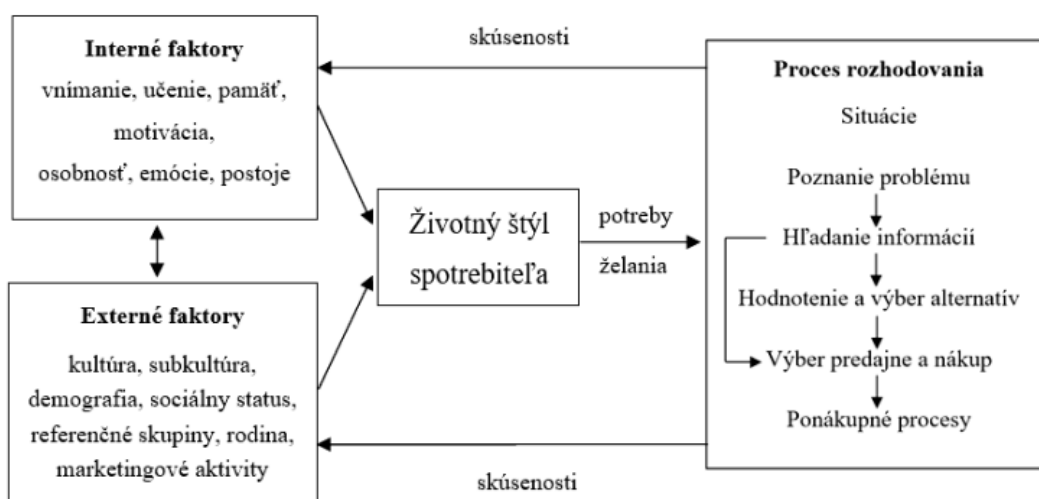 skúsenosti
Interné faktory
vnímanie, učenie, pamäť,
motivácia,
osobnosť, emócie, postoje
Externé faktory
kultúra, subkultúra,
demografia, sociálny status,
referenčné skupiny, rodina,
marketingové aktivity
Životný štýl
spotrebiteľa
potreby
želania
skúsenosti
Proces rozhodovania
Situácie
Poznanie problému
Hľadanie informácií
Hodnotenie a výber alternatív
Výber predajne a nákup
Ponákupné procesy